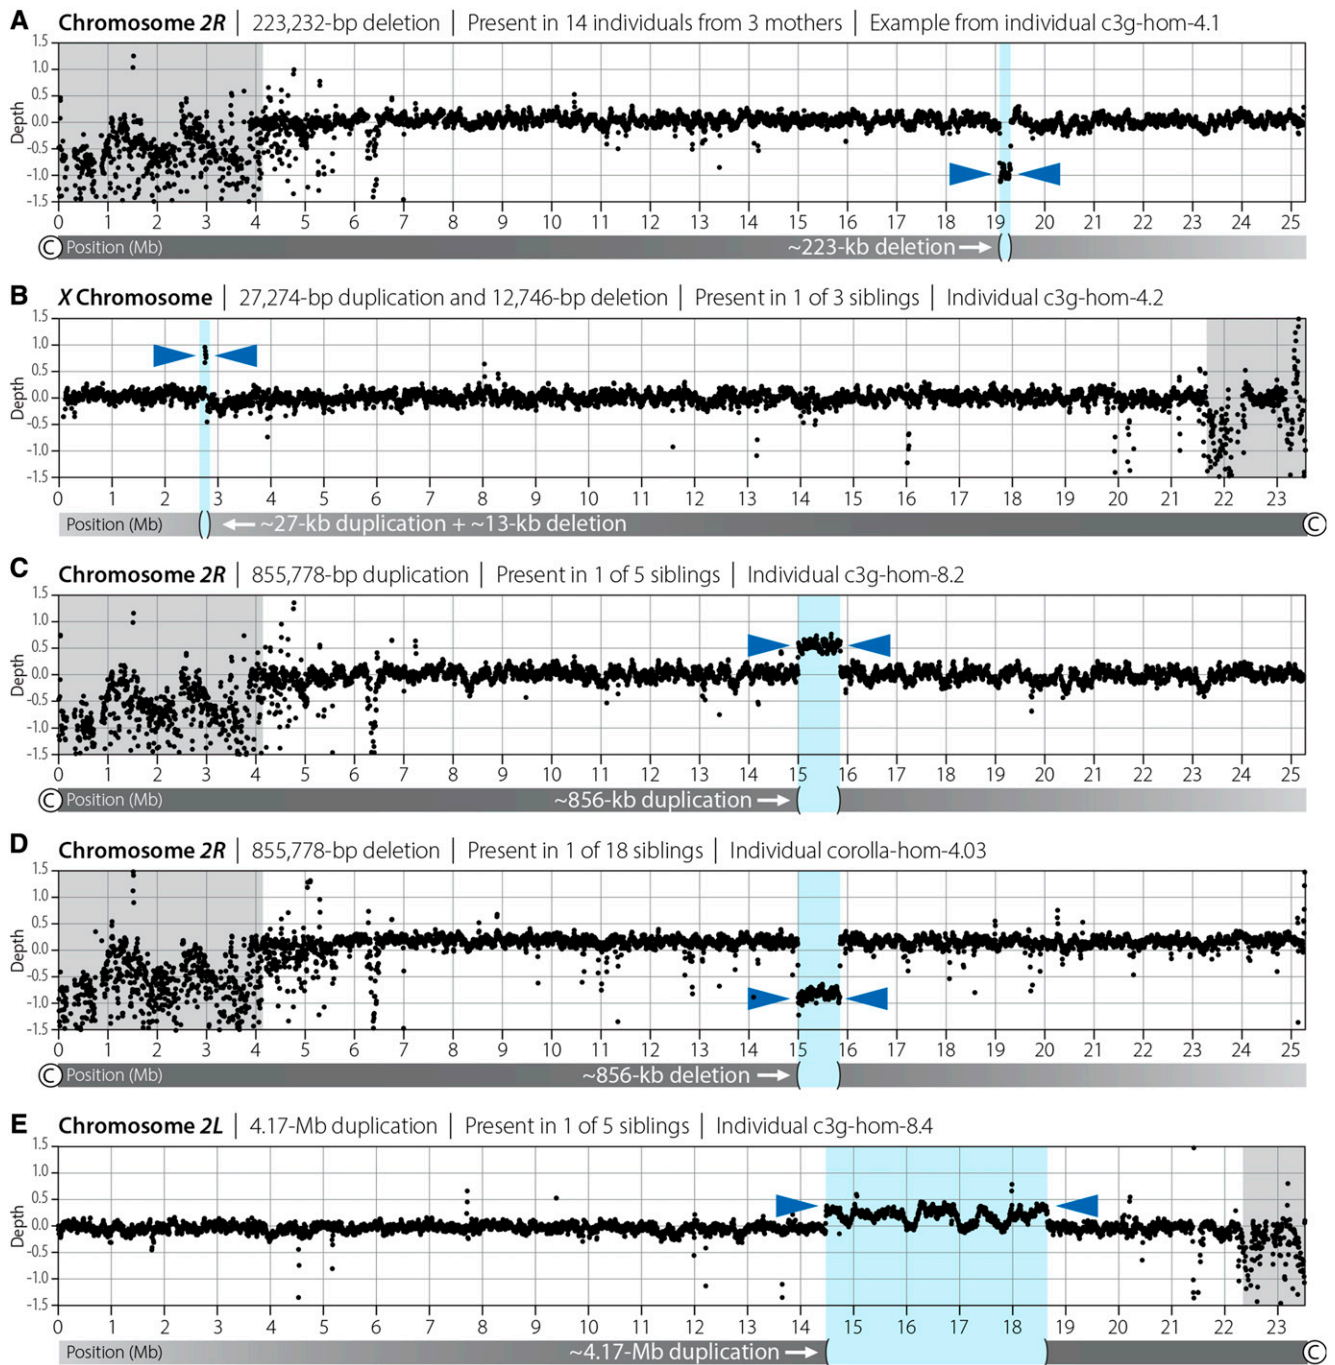 A Chromosome 2R | 223,232-bp deletion | Present in 14 individuals from 3 mothers | Example from individual c3g-hom-4.1
1.5
1.0
0.5
0.0
-0.5
-1.0
-1.5
Depth
0 1 2 3 4 5 6 7 8 9 10 11 12 13 14 15 16 17 18 19 20 21 22 23 24 25
C Position (Mb) ~223-kb deletion → ( )
B X Chromosome | 27,274-bp duplication and 12,746-bp deletion | Present in 1 of 3 siblings | Individual c3g-hom-4.2
1.5
1.0
0.5
0.0
-0.5
-1.0
-1.5
Depth
0 1 2 3 4 5 6 7 8 9 10 11 12 13 14 15 16 17 18 19 20 21 22 23
Position (Mb) ( ) ← ~27-kb duplication + ~13-kb deletion C
C Chromosome 2R | 855,778-bp duplication | Present in 1 of 5 siblings | Individual c3g-hom-8.2
1.5
1.0
0.5
0.0
-0.5
-1.0
-1.5
Depth
0 1 2 3 4 5 6 7 8 9 10 11 12 13 14 15 16 17 18 19 20 21 22 23 24 25
C Position (Mb) ~856-kb duplication → ( )
D Chromosome 2R | 855,778-bp deletion | Present in 1 of 18 siblings | Individual corolla-hom-4.03
1.5
1.0
0.5
0.0
-0.5
-1.0
-1.5
Depth
0 1 2 3 4 5 6 7 8 9 10 11 12 13 14 15 16 17 18 19 20 21 22 23 24 25
C Position (Mb) ~856-kb deletion → ( )
E Chromosome 2L | 4.17-Mb duplication | Present in 1 of 5 siblings | Individual c3g-hom-8.4
1.5
1.0
0.5
0.0
-0.5
-1.0
-1.5
Depth
0 1 2 3 4 5 6 7 8 9 10 11 12 13 14 15 16 17 18 19 20 21 22 23
Position (Mb) ~4.17-Mb duplication → ( ) C